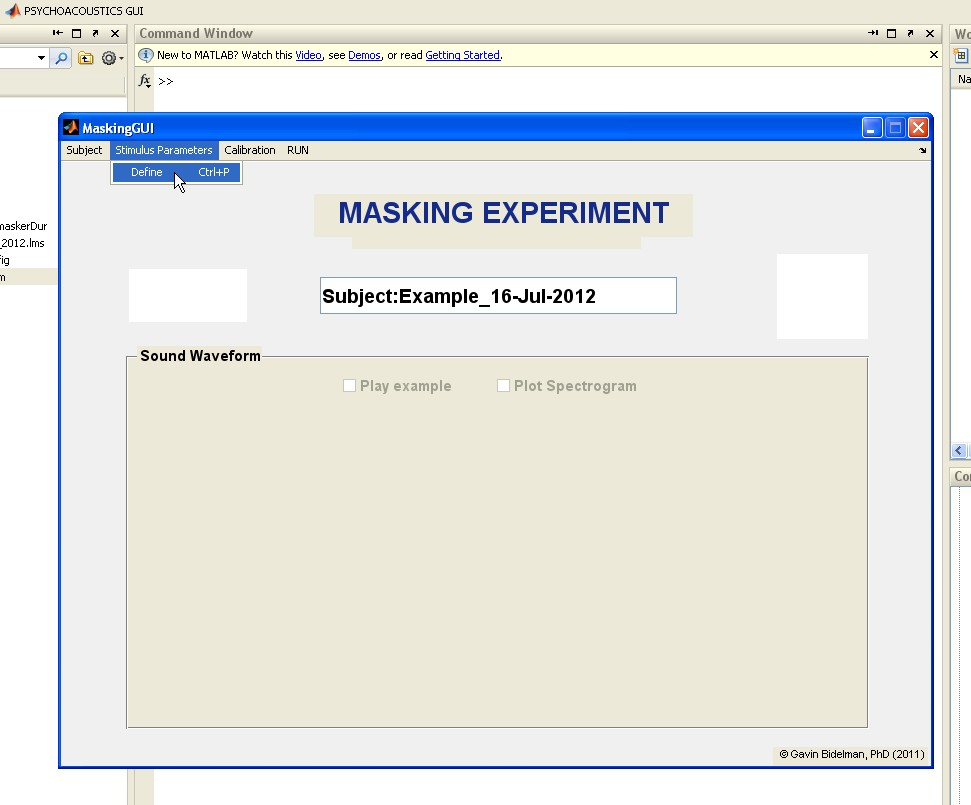 PSYCHOACOUSTICS GUI
Command Window
Wo
New to MATLAB? Watch this Video, see Demos, or read Getting Started.
fx >>
Na
MaskingGUI
Subject Stimulus Parameters Calibration RUN
Define Ctrl+P
MASKING EXPERIMENT
maskerDur
_2012.lms
fig
m
Subject:Example_16-Jul-2012
Sound Waveform
Play example Plot Spectrogram
Co
© Gavin Bidelman, PhD (2011)